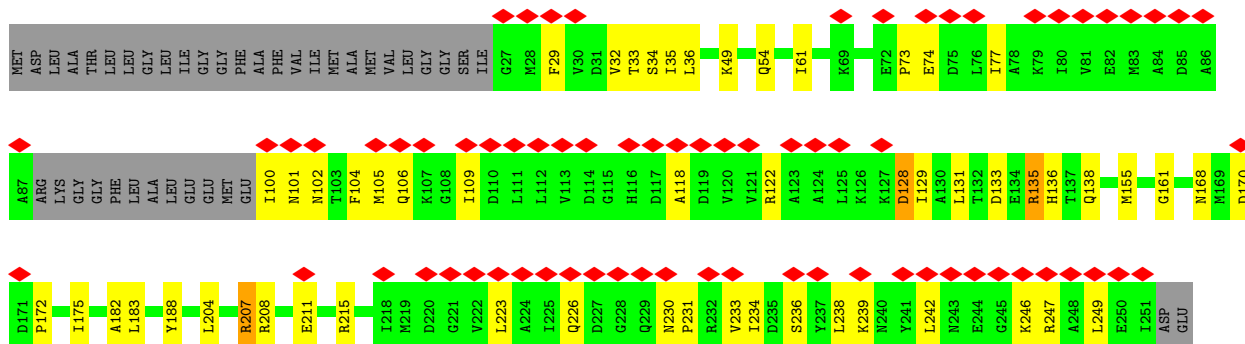 MET ASP LEU ALA THR LEU LEU GLY LEU ILE GLY GLY PHE ALA PHE VAL ILE MET ALA MET VAL LEU GLY GLY SER ILE G27 M28 F29 V30 D31 V32 T33 S34 I35 L36 K49 Q54 I61 K69 E72 P73 E74 D75 L76 I77 A78 K79 I80 V81 E82 M83 A84 D85 A86
A87 ARG LYS GLY GLY PHE LEU ALA LEU GLU GLU MET GLU I100 N101 N102 T103 F104 M105 Q106 K107 G108 I109 D110 L111 L112 V113 D114 G115 H116 D117 A118 D119 V120 V121 R122 A123 A124 L125 K126 K127 D128 I129 A130 L131 T132 D133 E134 R135 H136 T137 Q138 M155 G161 N168 M169 D170
D171 P172 I175 A182 L183 Y188 L204 R207 R208 E211 R215 I218 M219 D220 G221 V222 L223 A224 I225 Q226 D227 G228 Q229 N230 P231 R232 V233 I234 D235 S236 Y237 L238 K239 N240 Y241 L242 N243 E244 G245 K246 R247 A248 L249 E250 I251 ASP GLU